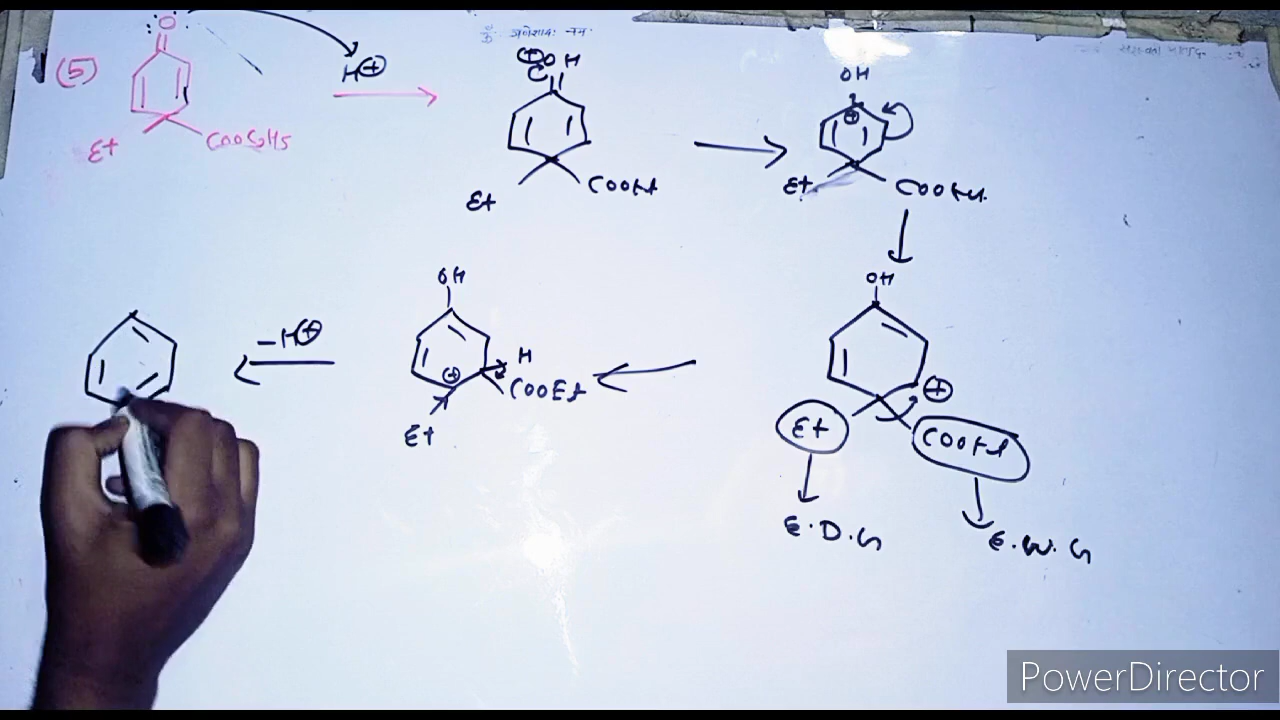 (5)
O
H⊕
Et
COOC2H5
⊕OH
Et
COOEt
OH
⊕
Et
COOEt
OH
⊕
Et
COOEt
E.D.G
E.W.G
OH
⊕
H
COOEt
Et
-H⊕
PowerDirector